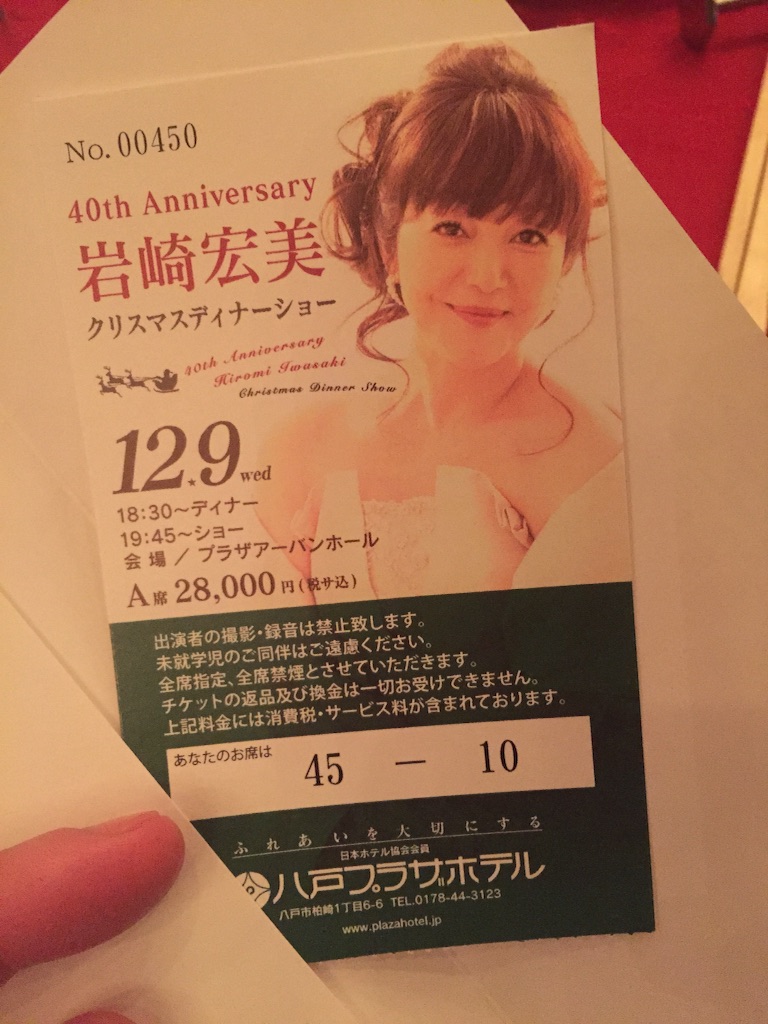 No. 00450
40th Anniversary
岩崎宏美
クリスマスディナーショー
40th Anniversary
Hiromi Iwasaki
Christmas Dinner Show
12.9 wed
18:30～ディナー
19:45～ショー
会場／プラザアーバンホール
A席 28,000円(税サ込)
出演者の撮影・録音は禁止致します。
未就学児のご同伴はご遠慮ください。
全席指定、全席禁煙とさせていただきます。
チケットの返品及び換金は一切お受けできません。
上記料金には消費税・サービス料が含まれております。
あなたのお席は 45 － 10
ふれあいを大切にする
日本ホテル協会会員
八戸プラザホテル
八戸市柏崎1丁目6-6 TEL.0178-44-3123
www.plazahotel.jp